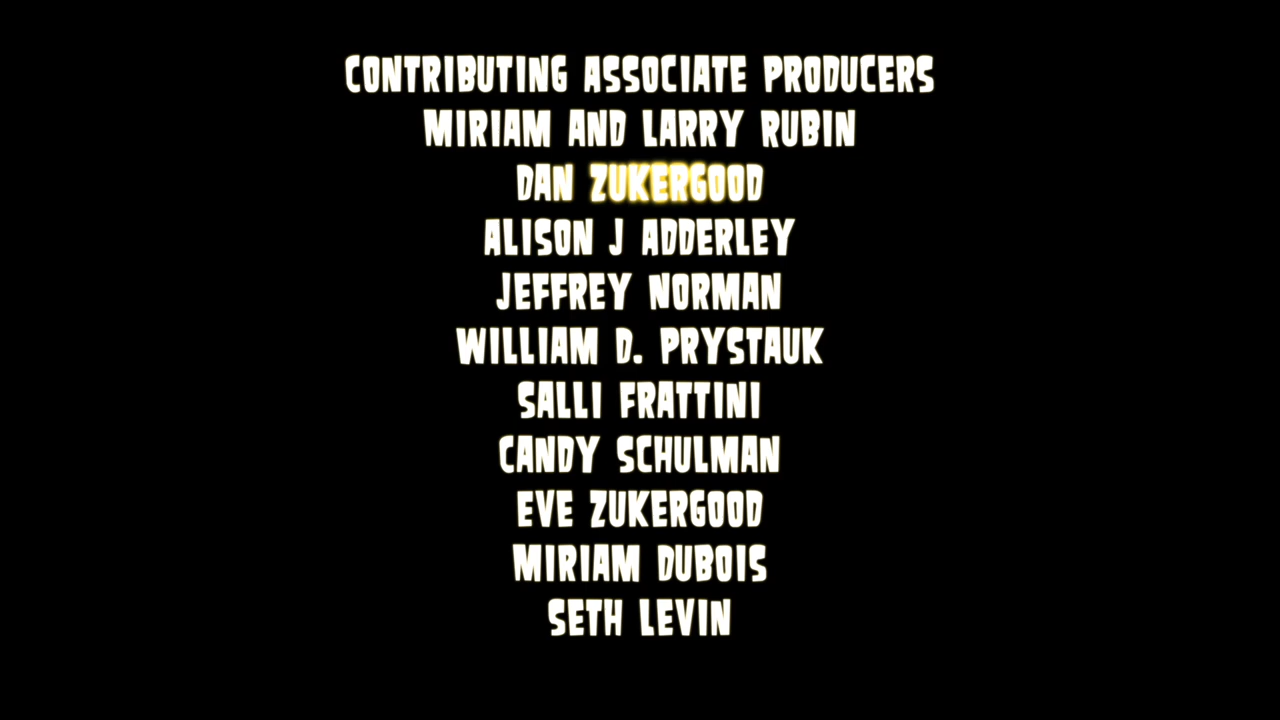 CONTRIBUTING ASSOCIATE PRODUCERS
MIRIAM AND LARRY RUBIN
DAN ZUKERGOOD
ALISON J ADDERLEY
JEFFREY NORMAN
WILLIAM D. PRYSTAUK
SALLI FRATTINI
CANDY SCHULMAN
EVE ZUKERGOOD
MIRIAM DUBOIS
SETH LEVIN